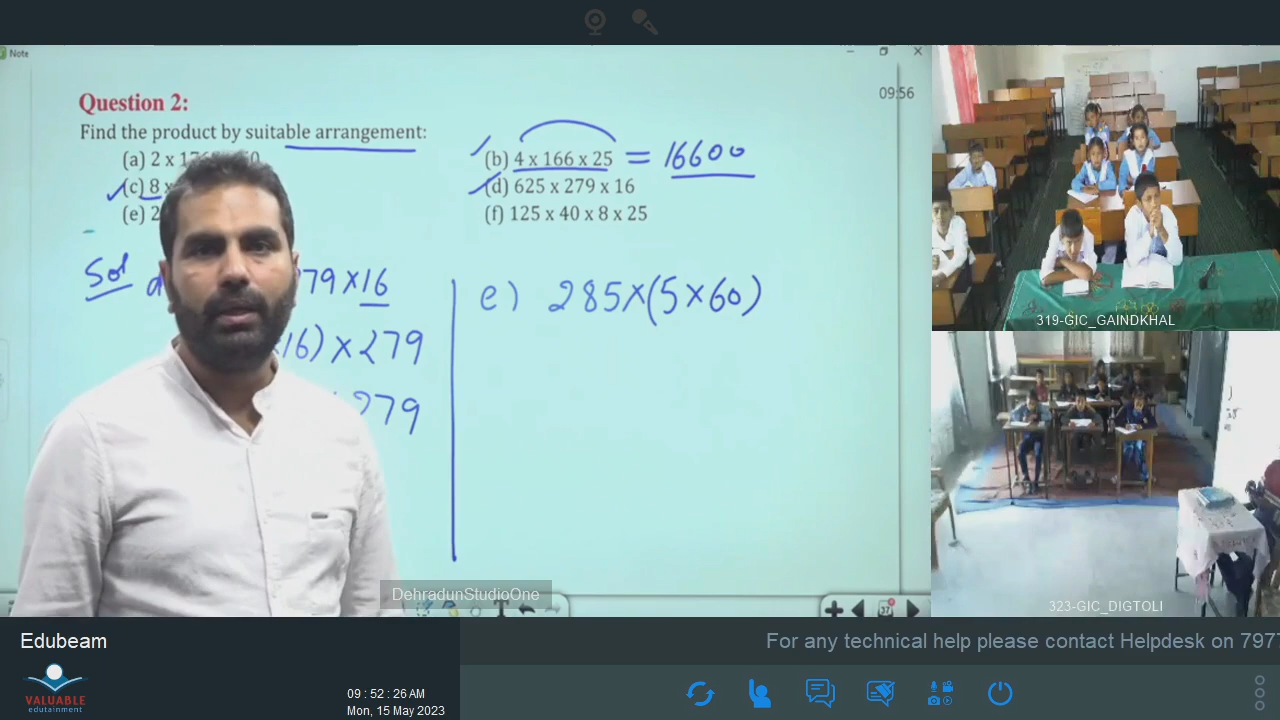 Note
09:56
Question 2:
Find the product by suitable arrangement:
(a) 2 x
(b) 4 x 166 x 25 = 16600
(c) 8
(d) 625 x 279 x 16
(e) 2
(f) 125 x 40 x 8 x 25
Sol
79 × 16
16) × 279
279
e) 285 × (5 × 60)
DehradunStudioOne
319-GIC_GAINDKHAL
323-GIC_DIGTOLI
Edubeam
For any technical help please contact Helpdesk on 797
VALUABLE
edutainment
09 : 52 : 26 AM
Mon, 15 May 2023